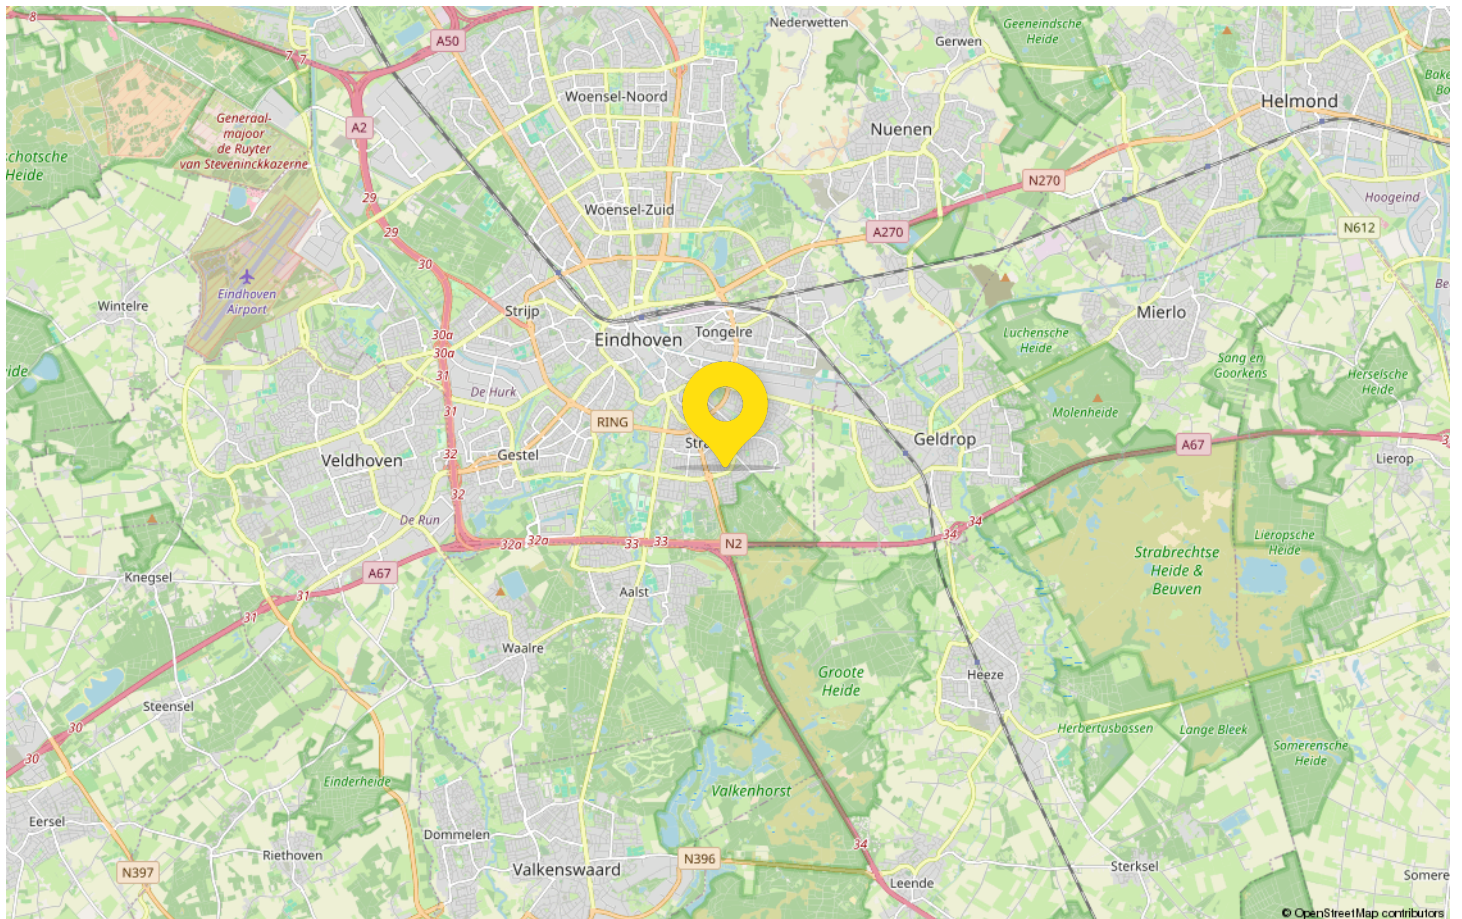 8
Nederwetten
Geeneindsche
Heide
A50
Gerwen
7
7
Woensel-Noord
Helmond
Generaal-
majoor
de Ruyter
van Steveninckkazerne
A2
Nuenen
schotsche
Heide
N270
29
Hoogeind
Woensel-Zuid
29
A270
N612
30
Eindhoven
Airport
Wintelre
Strijp
Mierlo
30a
Eindhoven
Tongelre
Luchensche
Heide
30a
Sang en
Goorkens
31
De Hurk
Herselsche
Heide
31
RING
Molenheide
Geldrop
A67
32
Gestel
Veldhoven
Lierop
32
De Run
34
34
Lieropsche
Heide
32a
32a
33
33
N2
Strabrechtse
Heide &
Beuven
Knegsel
A67
Aalst
31
31
Waalre
Groote
Heide
Heeze
Steensel
30
Herbertusbossen
Lange Bleek
30
Somerensche
Heide
Einderheide
Valkenhorst
Eersel
Dommelen
34
Riethoven
N397
Valkenswaard
N396
Sterksel
Leende
Somere
© OpenStreetMap contributors